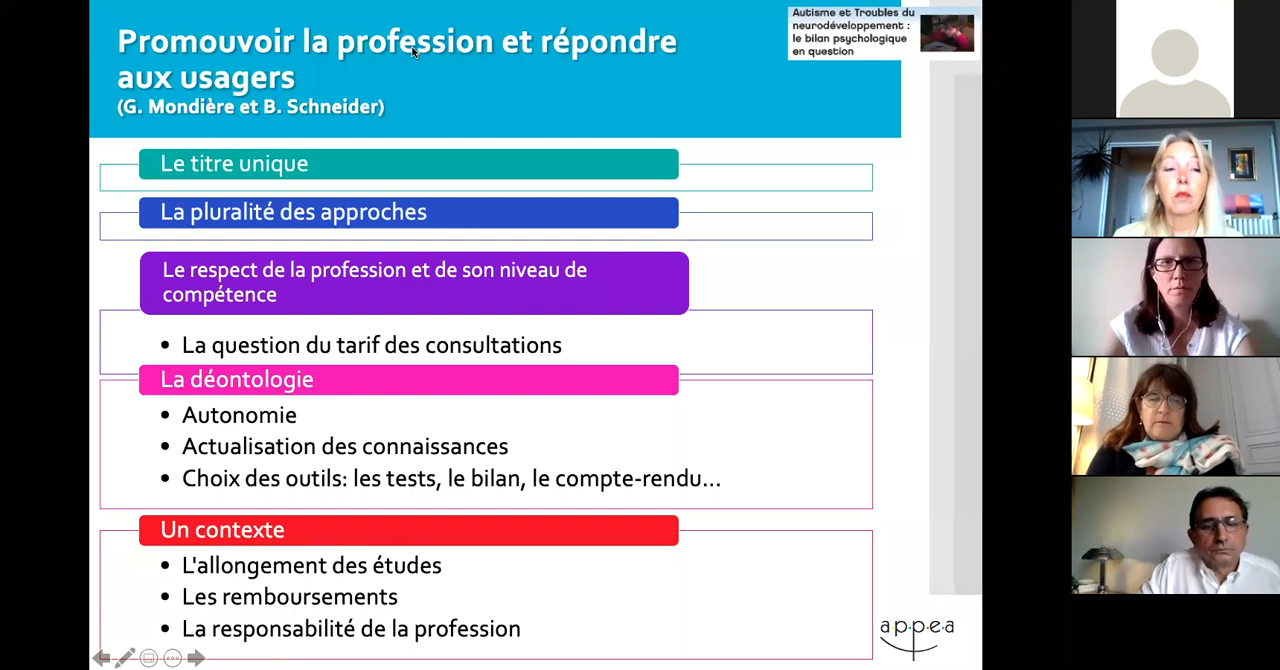 Promouvoir la profession et répondre
aux usagers
(G. Mondière et B. Schneider)
Autisme et Troubles du
neurodéveloppement :
le bilan psychologique
en question
Le titre unique
La pluralité des approches
Le respect de la profession et de son niveau de
compétence
• La question du tarif des consultations
La déontologie
• Autonomie
• Actualisation des connaissances
• Choix des outils: les tests, le bilan, le compte-rendu...
Un contexte
• L'allongement des études
• Les remboursements
• La responsabilité de la profession
appea